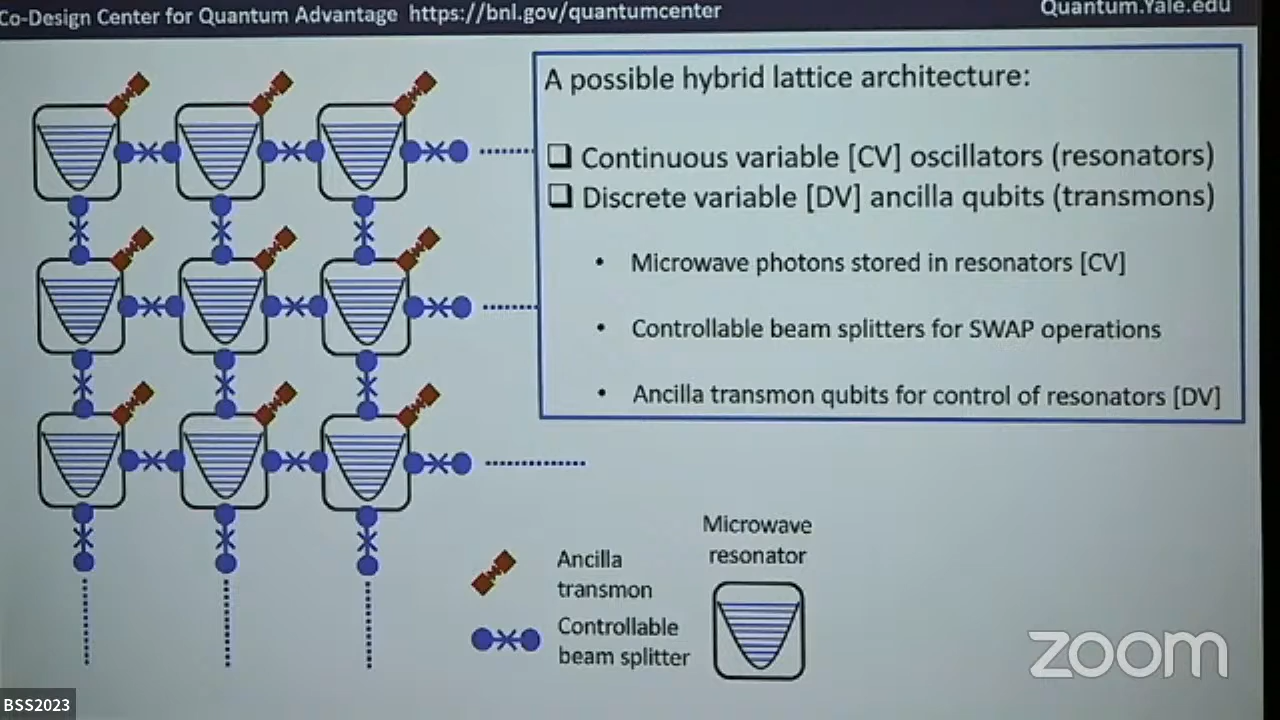 Co-Design Center for Quantum Advantage https://bnl.gov/quantumcenter
Quantum.Yale.edu
A possible hybrid lattice architecture:
❑ Continuous variable [CV] oscillators (resonators)
❑ Discrete variable [DV] ancilla qubits (transmons)
• Microwave photons stored in resonators [CV]
• Controllable beam splitters for SWAP operations
• Ancilla transmon qubits for control of resonators [DV]
Microwave
resonator
Ancilla
transmon
Controllable
beam splitter
zoom
BSS2023